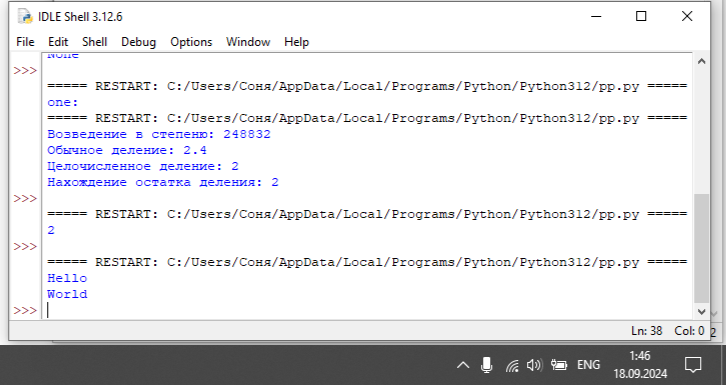 IDLE Shell 3.12.6
File Edit Shell Debug Options Window Help
None
>>>
===== RESTART: C:/Users/Соня/AppData/Local/Programs/Python/Python312/pp.py =====
one:
===== RESTART: C:/Users/Соня/AppData/Local/Programs/Python/Python312/pp.py =====
Возведение в степеню: 248832
Обычное деление: 2.4
Целочисленное деление: 2
Нахождение остатка деления: 2
>>>
===== RESTART: C:/Users/Соня/AppData/Local/Programs/Python/Python312/pp.py =====
2
>>>
===== RESTART: C:/Users/Соня/AppData/Local/Programs/Python/Python312/pp.py =====
Hello
World
>>>
Ln: 38 Col: 0
2
ENG
1:46
18.09.2024